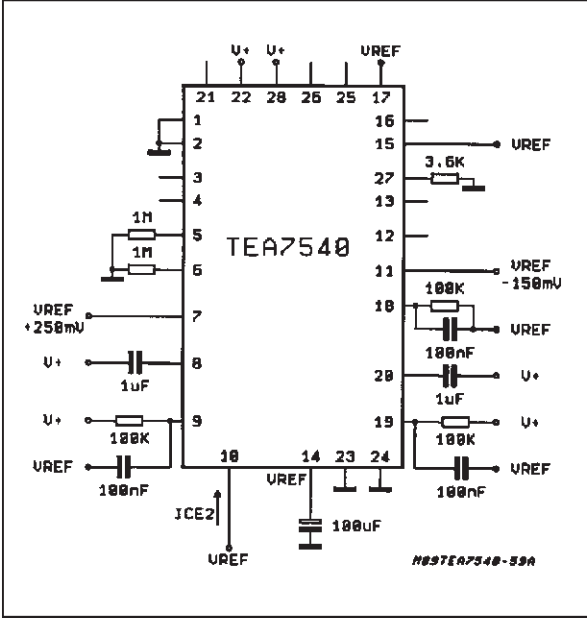 V+ V+ VREF
21 22 28 26 25 17
1 16
2 15 VREF
3.6K
3 27
4 13
1M
5 TEA7540 12
1M
6 11 VREF
-150mV
100K
VREF 7 18
+250mV VREF
100nF
V+ 8 20 V+
1uF 1uF
V+ 9 19 V+
100K 100K
10 14 23 24
VREF VREF VREF
100nF 100nF
ICE2 100uF
VREF
M89TEA7540-59A